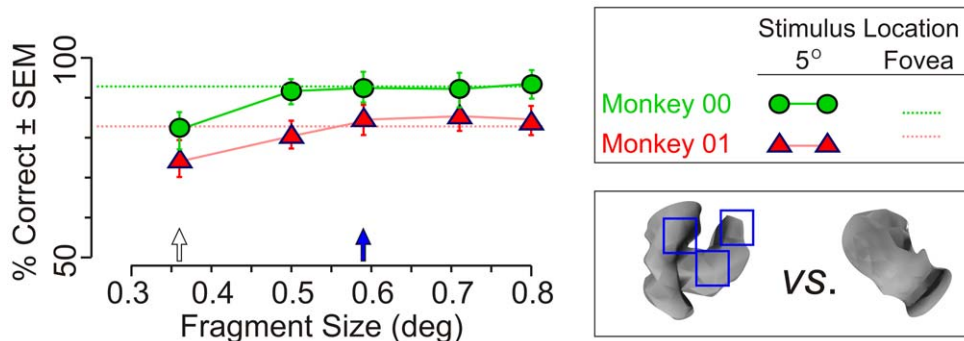 % Correct ± SEM
100
50
0.3 0.4 0.5 0.6 0.7 0.8
Fragment Size (deg)
Stimulus Location
5° Fovea
Monkey 00
Monkey 01
vs.